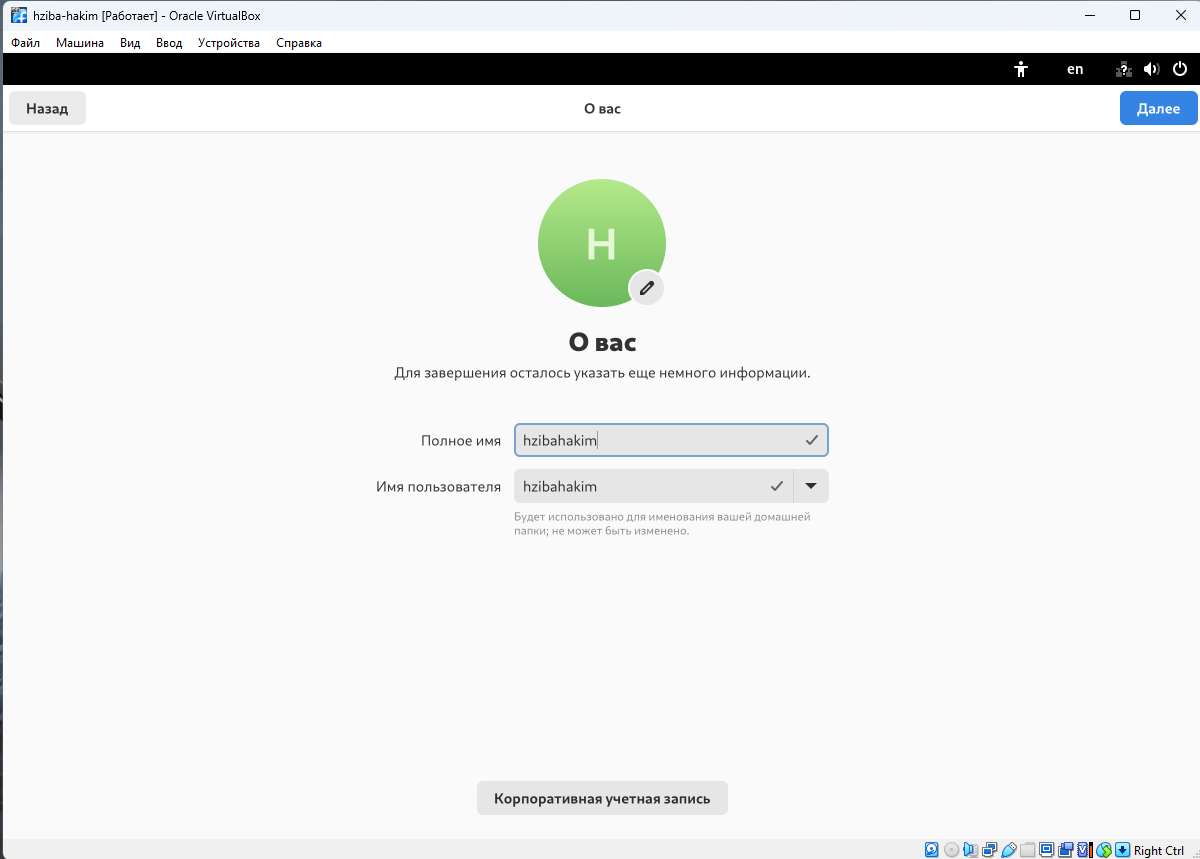 hziba-hakim [Работает] - Oracle VirtualBox
Файл Машина Вид Ввод Устройства Справка
en
Назад О вас Далее
H
О вас
Для завершения осталось указать еще немного информации.
Полное имя hzibahakim
Имя пользователя hzibahakim
Будет использовано для именования вашей домашней
папки; не может быть изменено.
Корпоративная учетная запись
Right Ctrl